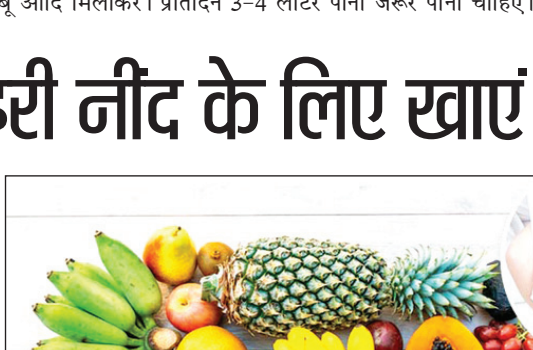 आदि मिलाकर। प्रतिदिन 3-4 लीटर पानी जरूर पीना चाहिए।
नींद के लिए खाएं